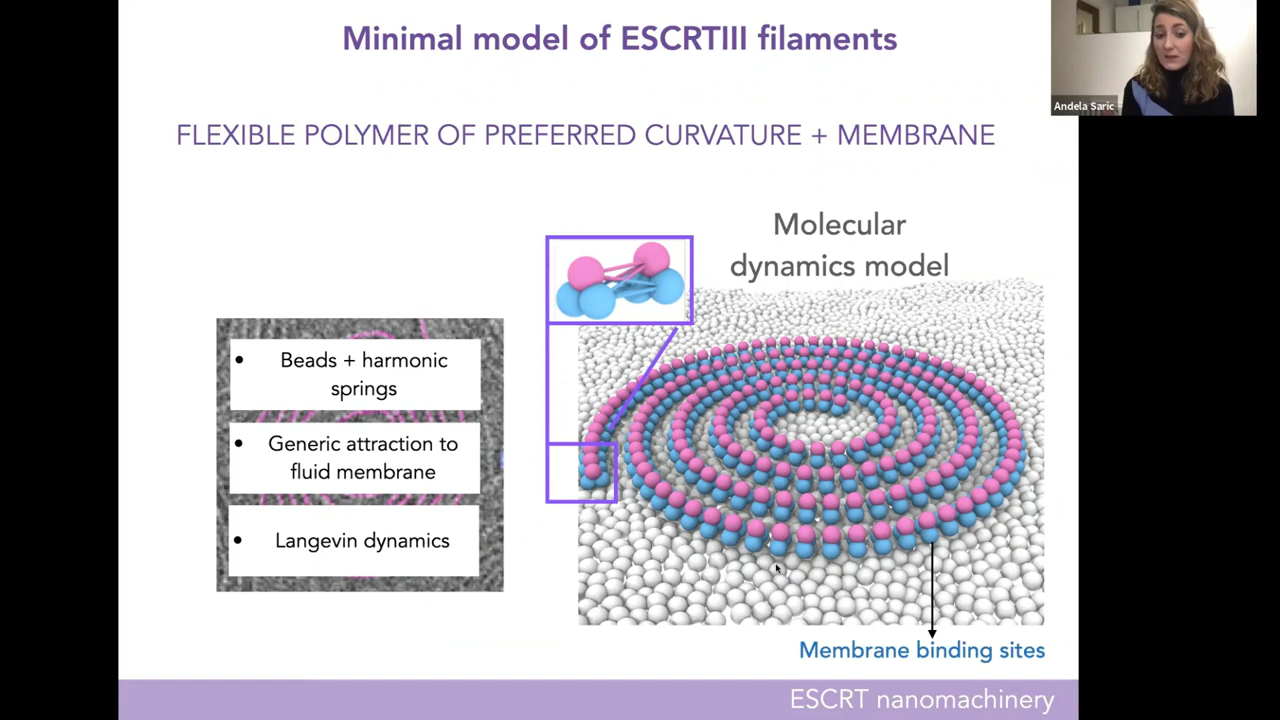 Minimal model of ESCRTIII filaments
Andela Saric
FLEXIBLE POLYMER OF PREFERRED CURVATURE + MEMBRANE
Molecular
dynamics model
• Beads + harmonic
springs
• Generic attraction to
fluid membrane
• Langevin dynamics
Membrane binding sites
ESCRT nanomachinery